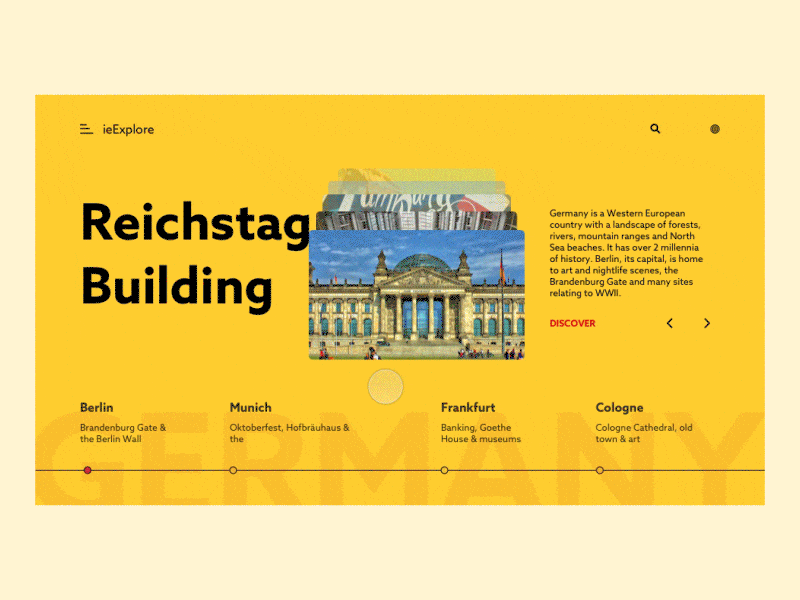 ieExplore
Reichstag
Building
Hamburg
Germany is a Western European
country with a landscape of forests,
rivers, mountain ranges and North
Sea beaches. It has over 2 millennia
of history. Berlin, its capital, is home
to art and nightlife scenes, the
Brandenburg Gate and many sites
relating to WWII.
DISCOVER
Berlin
Brandenburg Gate &
the Berlin Wall
Munich
Oktoberfest, Hofbräuhaus &
the
Frankfurt
Banking, Goethe
House & museums
Cologne
Cologne Cathedral, old
town & art
GERMANY